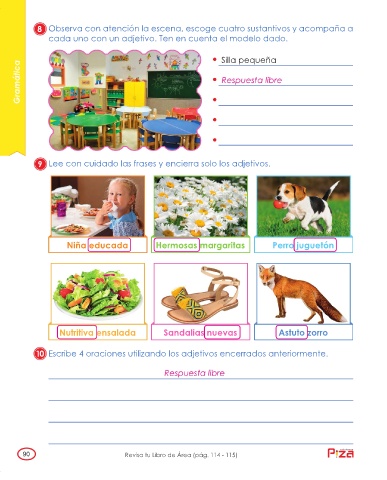 Gramática
8 Observa con atención la escena, escoge cuatro sustantivos y acompaña a
cada uno con un adjetivo. Ten en cuenta el modelo dado.
• Silla pequeña
• Respuesta libre
•
•
•
9 Lee con cuidado las frases y encierra solo los adjetivos.
Niña educada
Hermosas margaritas
Perro juguetón
Nutritiva ensalada
Sandalias nuevas
Astuto zorro
10 Escribe 4 oraciones utilizando los adjetivos encerrados anteriormente.
Respuesta libre
90
Revisa tu Libro de Área (pág. 114 - 115)
Piza